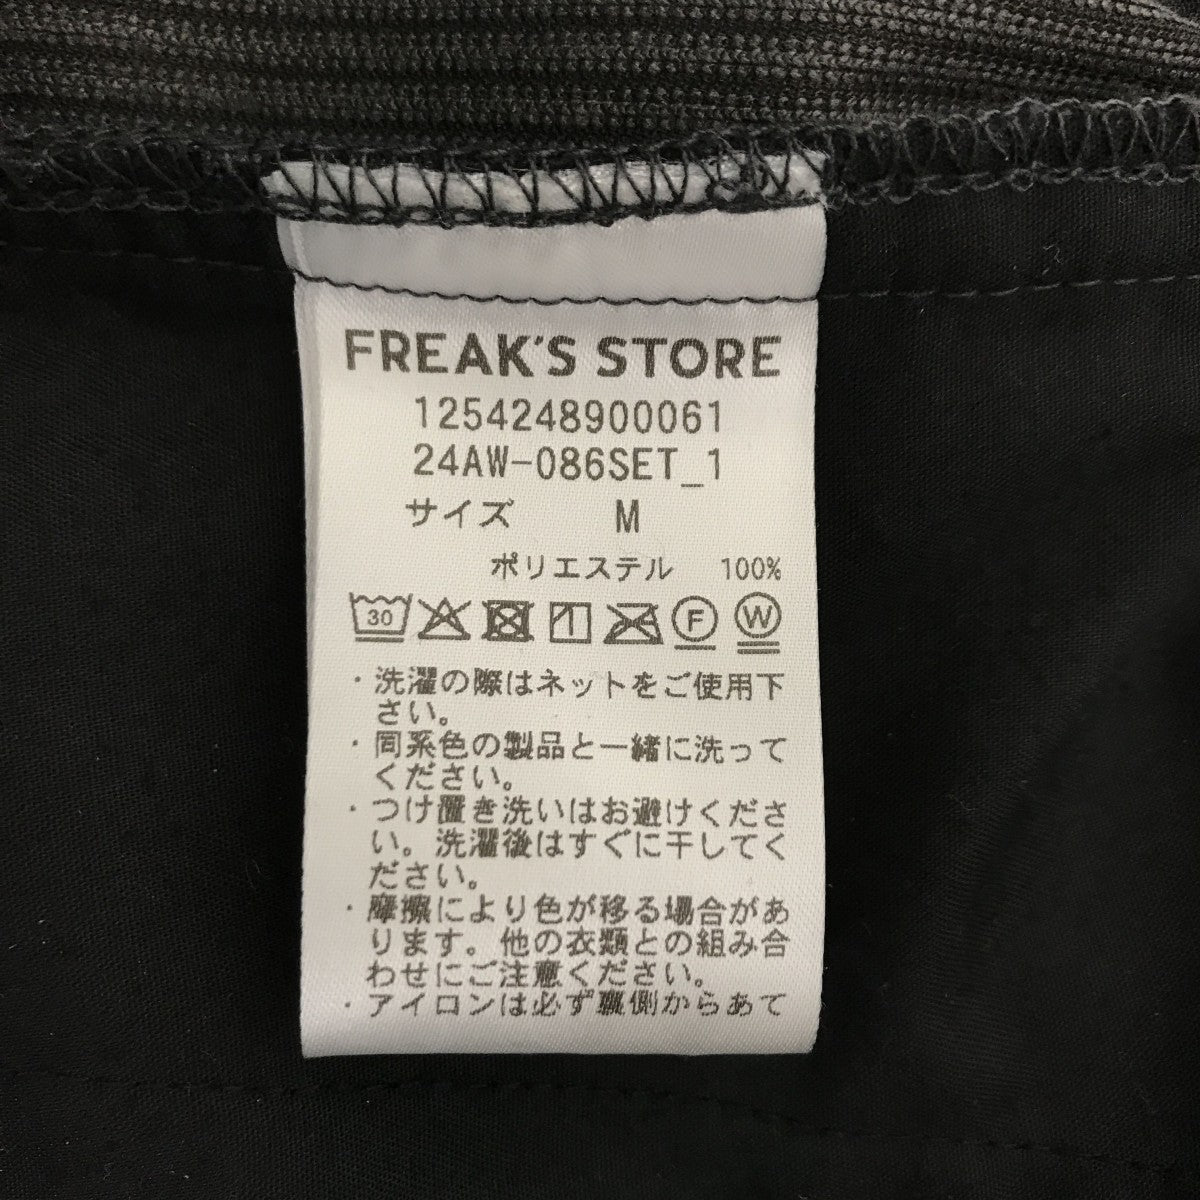 FREAK'S STORE
1254248900061
24AW-086SET_1
サイズ M
ポリエステル 100%
30 F W
・洗濯の際はネットをご使用下
さい。
・同系色の製品と一緒に洗って
ください。
・つけ置き洗いはお避けくださ
い。洗濯後はすぐに干してく
ださい。
・摩擦により色が移る場合があ
ります。他の衣類との組み合
わせにご注意ください。
・アイロンは必ず裏側からあて